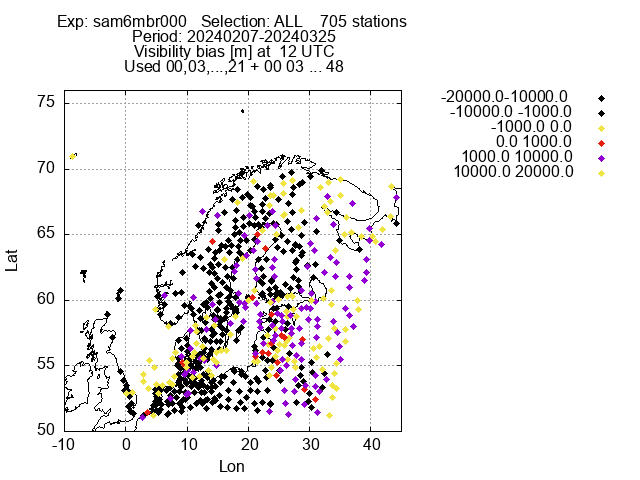 Exp: sam6mbr000 Selection: ALL 705 stations
Period: 20240207-20240325
Visibility bias [m] at 12 UTC
Used 00,03,...,21 + 00 03 ... 48
-20000.0-10000.0
-10000.0 -1000.0
-1000.0 0.0
0.0 1000.0
1000.0 10000.0
10000.0 20000.0
75
70
65
60
55
50
Lat
-10 0 10 20 30 40
Lon